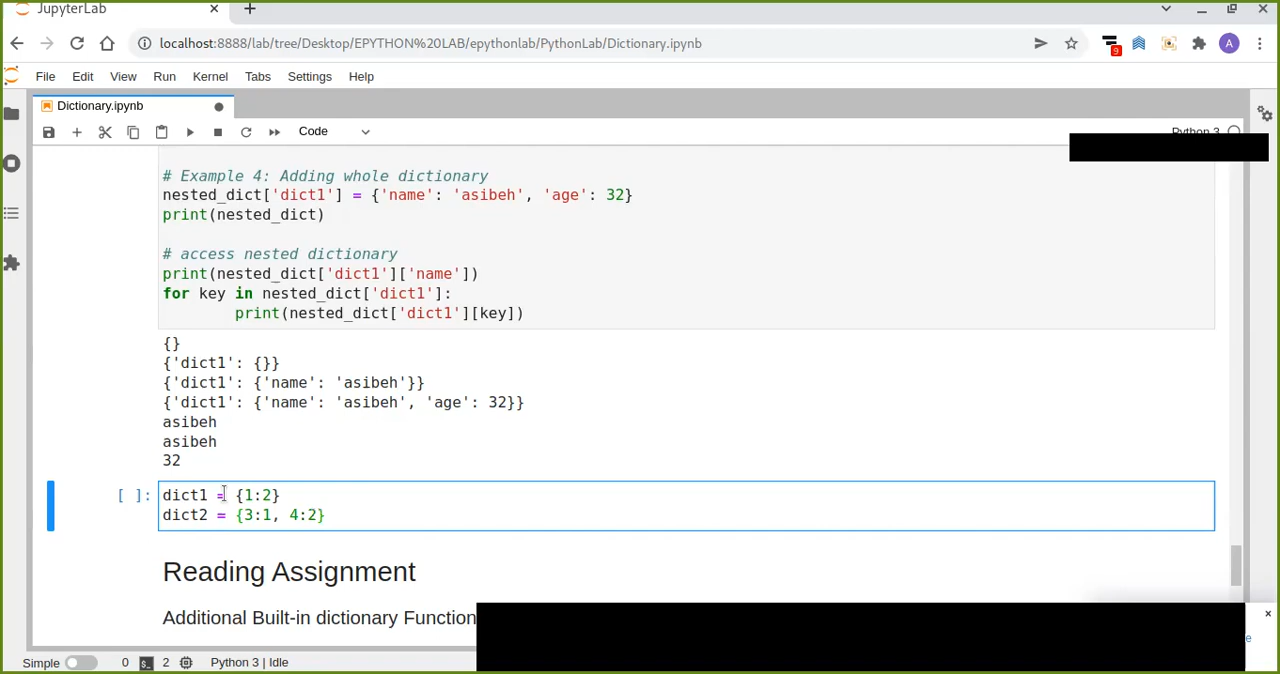 JupyterLab
localhost:8888/lab/tree/Desktop/EPYTHON%20LAB/epythonlab/PythonLab/Dictionary.ipynb
9
A
File Edit View Run Kernel Tabs Settings Help
Dictionary.ipynb
Code
Python 3
# Example 4: Adding whole dictionary
nested_dict['dict1'] = {'name': 'asibeh', 'age': 32}
print(nested_dict)
# access nested dictionary
print(nested_dict['dict1']['name'])
for key in nested_dict['dict1']:
        print(nested_dict['dict1'][key])
{}
{'dict1': {}}
{'dict1': {'name': 'asibeh'}}
{'dict1': {'name': 'asibeh', 'age': 32}}
asibeh
asibeh
32
[ ]: dict1 = {1:2}
dict2 = {3:1, 4:2}
Reading Assignment
Additional Built-in dictionary Function
Simple 0 2 Python 3 | Idle